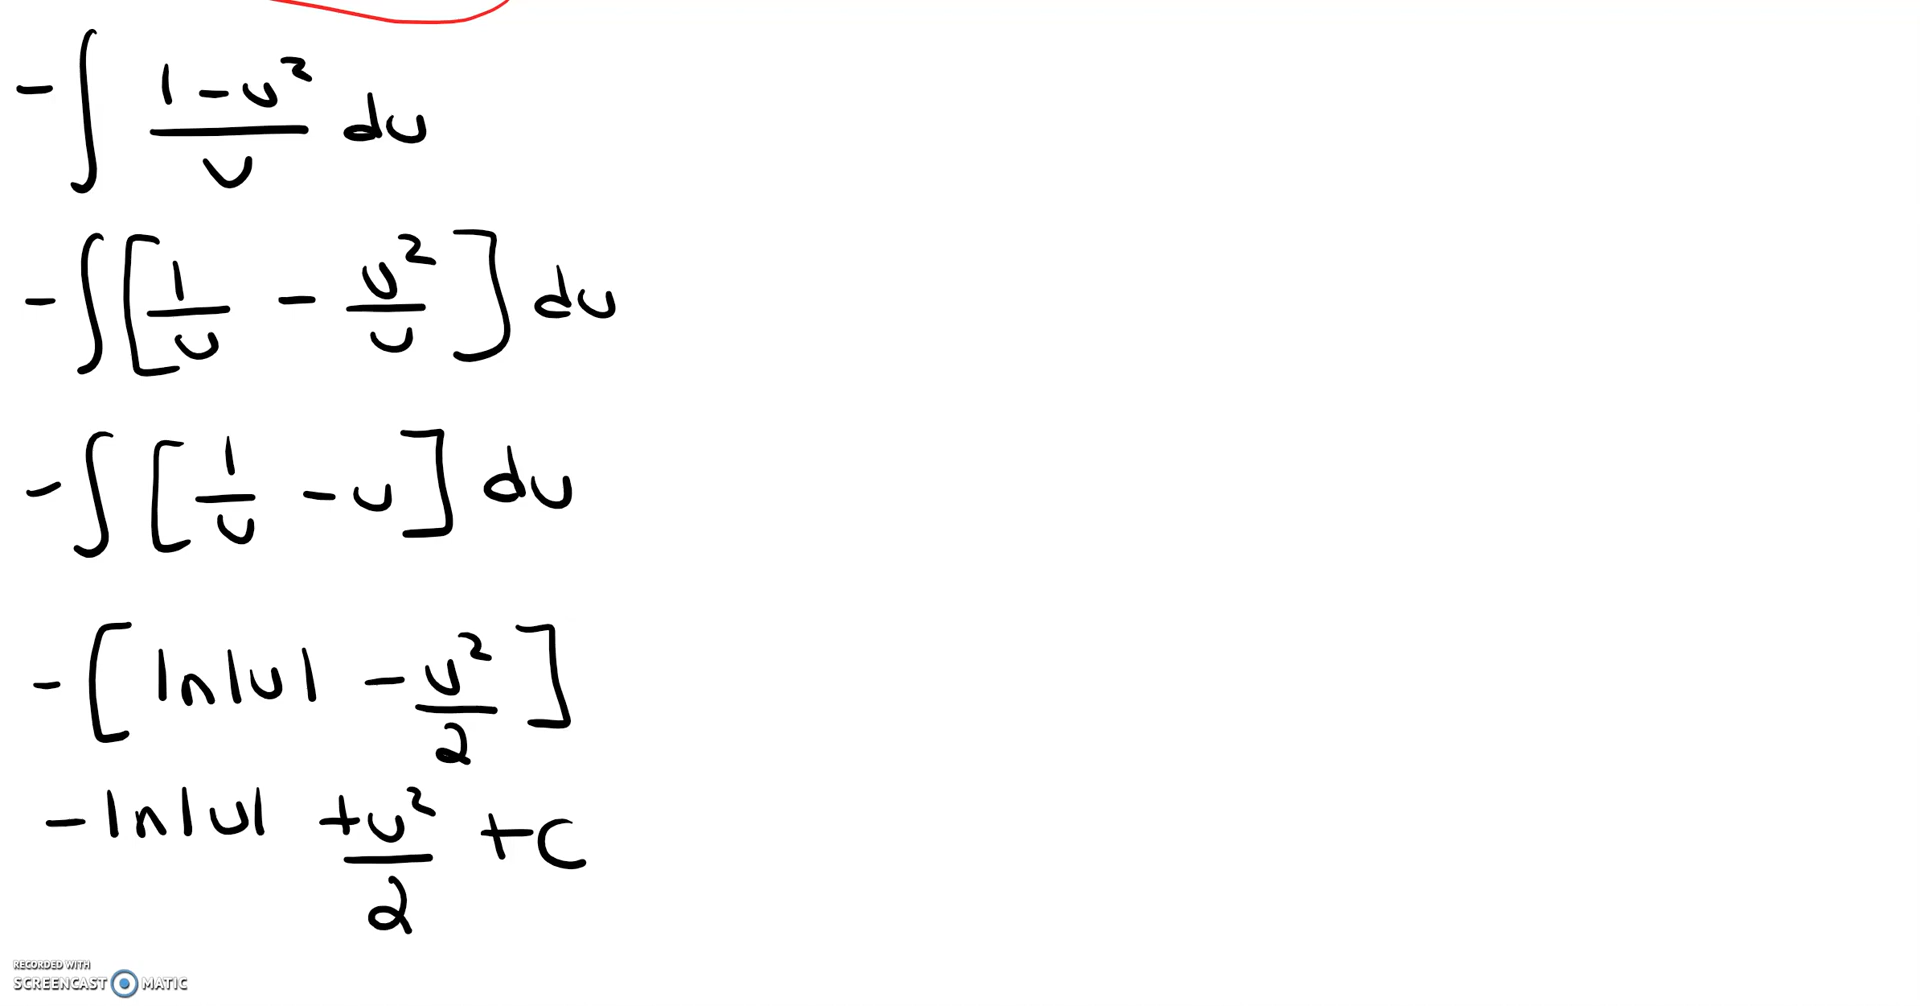 - ∫ (1 - u²)/u du
- ∫ [1/u - u²/u] du
- ∫ [1/u - u] du
- [ln|u| - u²/2]
- ln|u| + u²/2 + C
RECORDED WITH
SCREENCAST MATIC